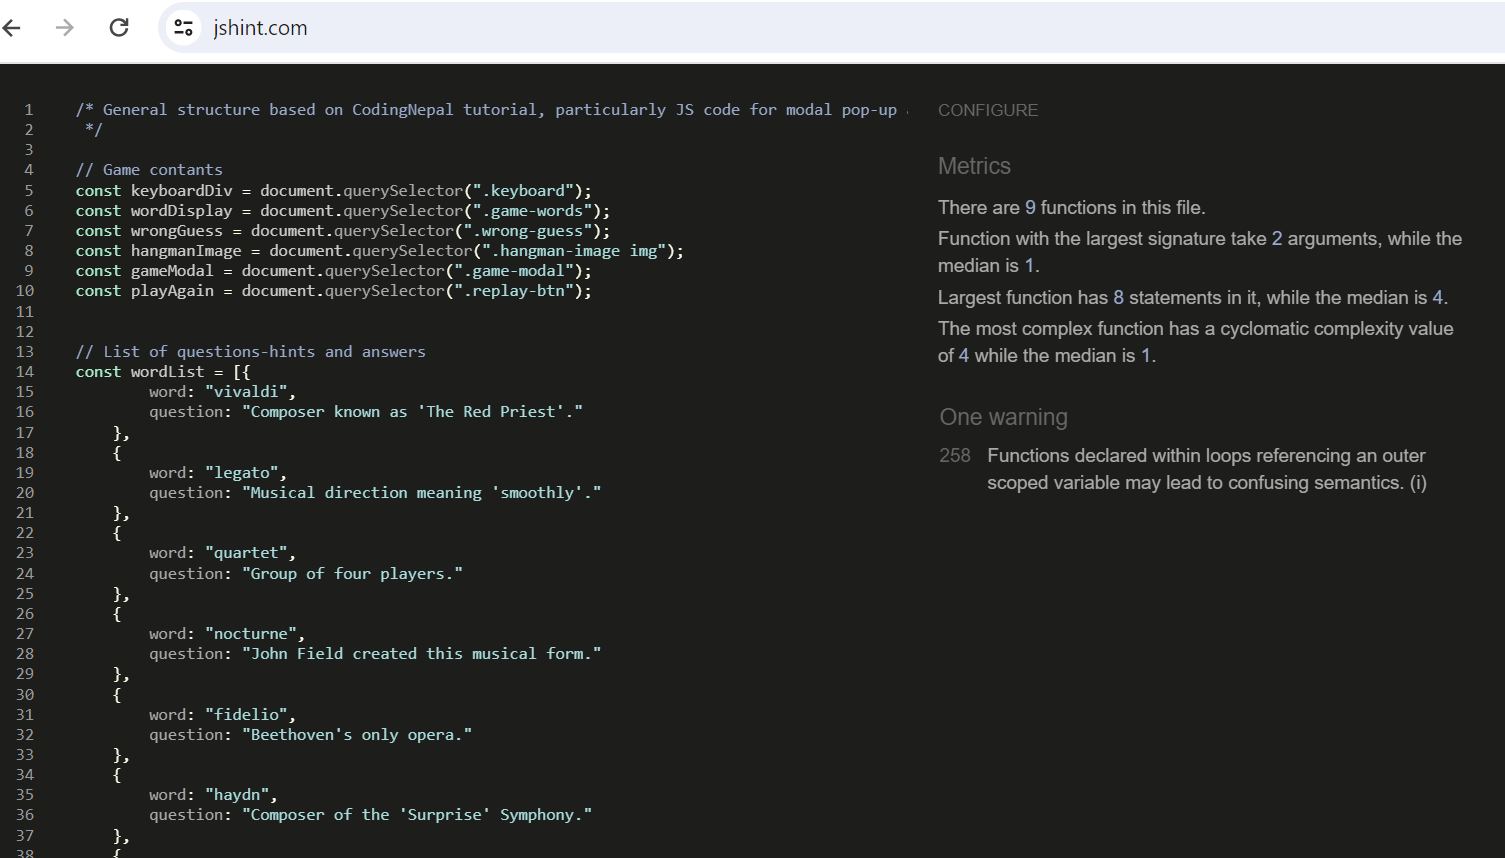 jshint.com
1 /* General structure based on CodingNepal tutorial, particularly JS code for modal pop-up
2 */
3
4 // Game contants
5 const keyboardDiv = document.querySelector(".keyboard");
6 const wordDisplay = document.querySelector(".game-words");
7 const wrongGuess = document.querySelector(".wrong-guess");
8 const hangmanImage = document.querySelector(".hangman-image img");
9 const gameModal = document.querySelector(".game-modal");
10 const playAgain = document.querySelector(".replay-btn");
11
12
13 // List of questions-hints and answers
14 const wordList = [{
15 word: "vivaldi",
16 question: "Composer known as 'The Red Priest'."
17 },
18 {
19 word: "legato",
20 question: "Musical direction meaning 'smoothly'."
21 },
22 {
23 word: "quartet",
24 question: "Group of four players."
25 },
26 {
27 word: "nocturne",
28 question: "John Field created this musical form."
29 },
30 {
31 word: "fidelio",
32 question: "Beethoven's only opera."
33 },
34 {
35 word: "haydn",
36 question: "Composer of the 'Surprise' Symphony."
37 },
38 {
CONFIGURE
Metrics
There are 9 functions in this file.
Function with the largest signature take 2 arguments, while the
median is 1.
Largest function has 8 statements in it, while the median is 4.
The most complex function has a cyclomatic complexity value
of 4 while the median is 1.
One warning
258 Functions declared within loops referencing an outer
scoped variable may lead to confusing semantics. (i)